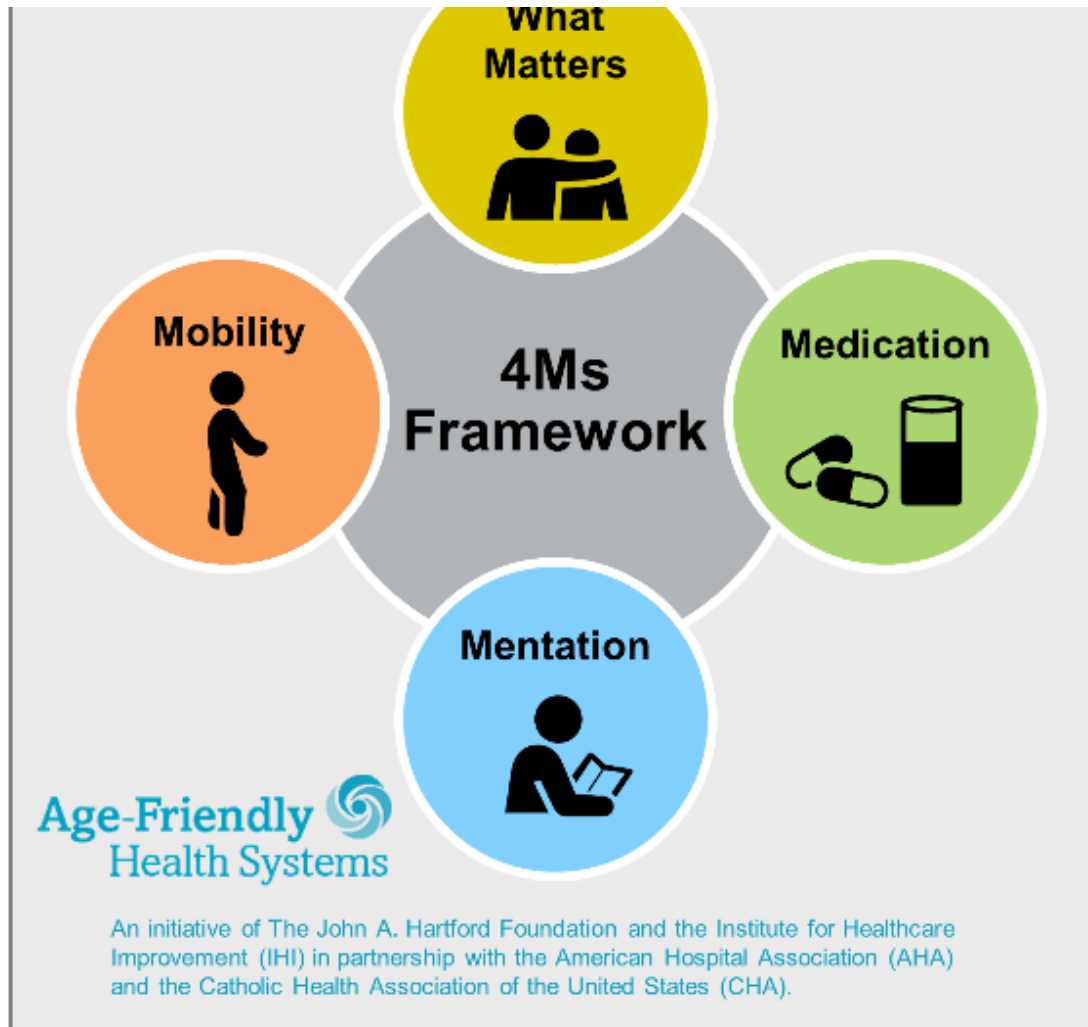 What
Matters
Mobility
4Ms
Framework
Medication
Mentation
Age-Friendly
Health Systems
An initiative of The John A. Hartford Foundation and the Institute for Healthcare
Improvement (IHI) in partnership with the American Hospital Association (AHA)
and the Catholic Health Association of the United States (CHA).